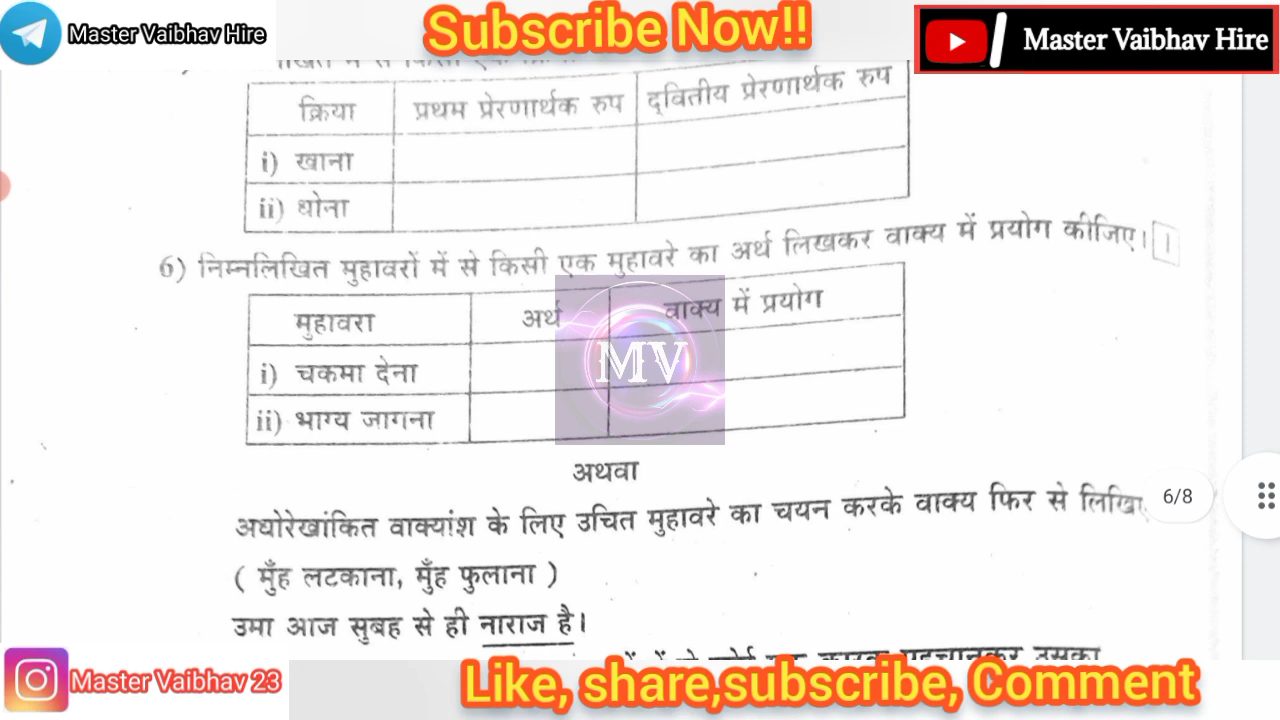 Master Vaibhav Hire
Subscribe Now!!
Master Vaibhav Hire
क्रिया प्रथम प्रेरणार्थक रुप द्वितीय प्रेरणार्थक रुप
i) खाना
ii) धोना
6) निम्नलिखित मुहावरों में से किसी एक मुहावरे का अर्थ लिखकर वाक्य में प्रयोग कीजिए। 1
मुहावरा अर्थ वाक्य में प्रयोग
i) चकमा देना
MV
ii) भाग्य जागना
अथवा
अधोरेखांकित वाक्यांश के लिए उचित मुहावरे का चयन करके वाक्य फिर से
6/8
( मुँह लटकाना, मुँह फुलाना )
उमा आज सुबह से ही नाराज है।
Master Vaibhav 23
Like, share,subscribe, Comment